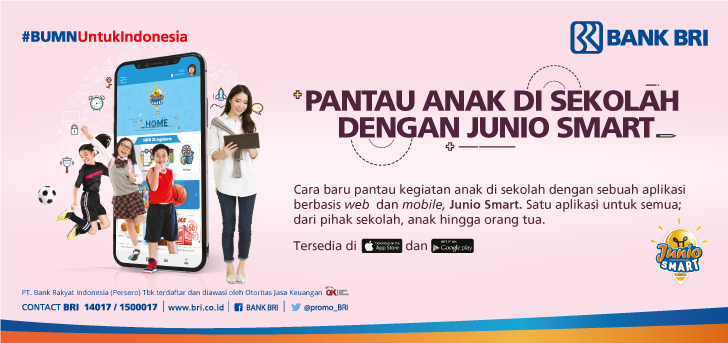 #BUMNUntukIndonesia
BANK BRI
PANTAU ANAK DI SEKOLAH
DENGAN JUNIO SMART
Cara baru pantau kegiatan anak di sekolah dengan sebuah aplikasi
berbasis web dan mobile, Junio Smart. Satu aplikasi untuk semua;
dari pihak sekolah, anak hingga orang tua.
Tersedia di App Store dan Google play
HOME
Junio
SMART
PT. Bank Rakyat Indonesia (Persero) Tbk terdaftar dan diawasi oleh Otoritas Jasa Keuangan
CONTACT BRI 14017 / 1500017 | www.bri.co.id | BANK BRI | @promo_BRI